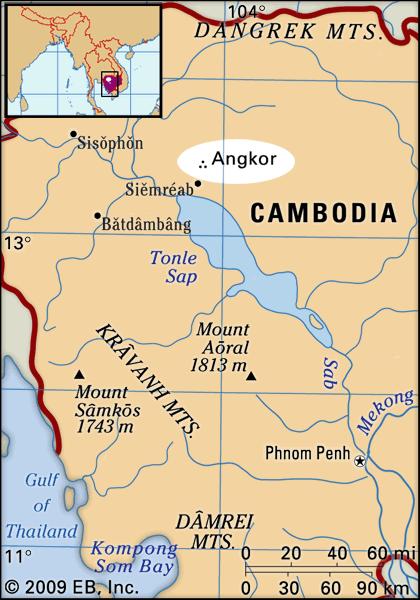 104°
DANGREK MTS.
Sisŏphŏn
Angkor
Siĕmréab
CAMBODIA
Bătdâmbâng
13°
Tonle
Sap
Mount
Aôral
1813 m
KRÂVANH MTS.
Mount
Sâmkôs
1743 m
Sab
Mekong
Phnom Penh
Gulf
of
Thailand
DÂMREI
MTS.
11°
Kompong
Som Bay
0 20 40 60 mi
0 30 60 90 km
© 2009 EB, Inc.